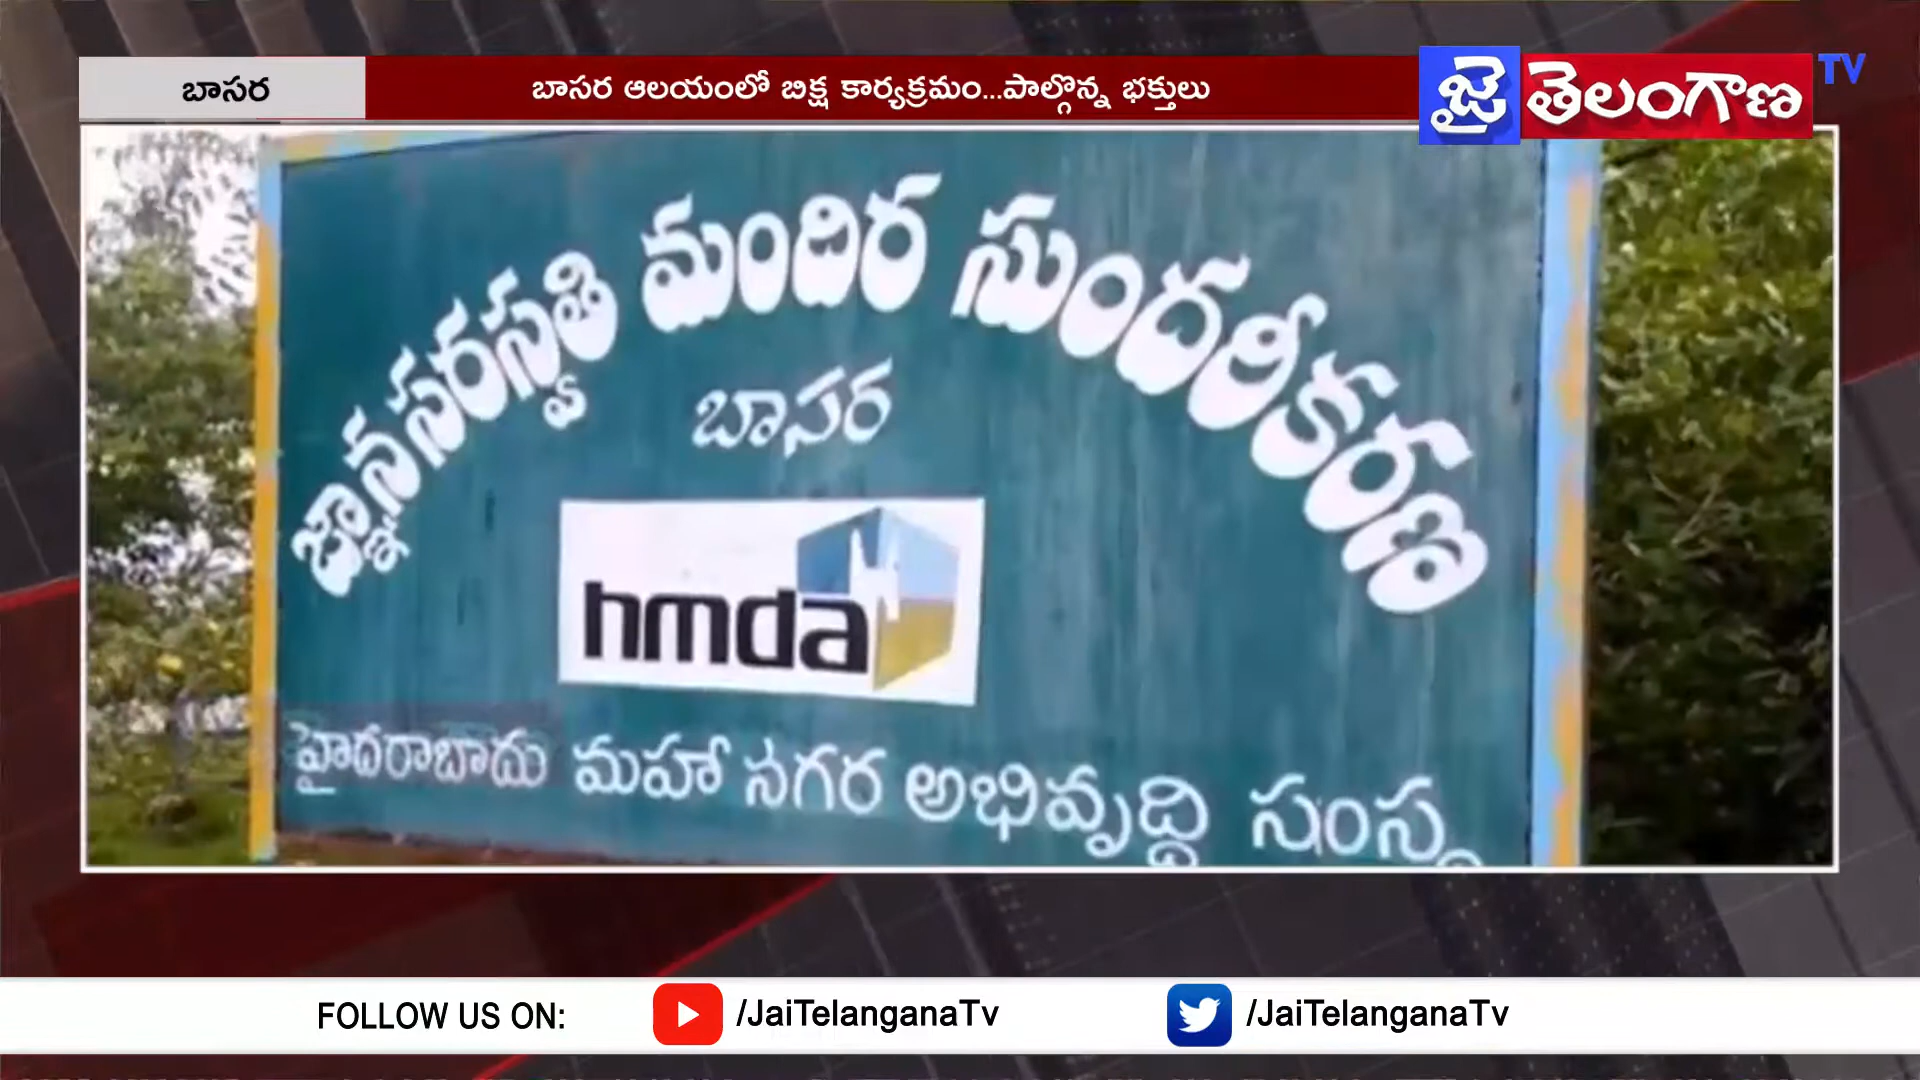 బాసర
బాసర ఆలయంలో బిక్ష కార్యక్రమం...పాల్గొన్న భక్తులు
జై తెలంగాణ TV
జ్ఞానసరస్వతి మందిర సుందరీకరణ
బాసర
hmda
హైదరాబాదు మహా నగర అభివృద్ధి సంస్థ
FOLLOW US ON:
/JaiTelanganaTv
/JaiTelanganaTv